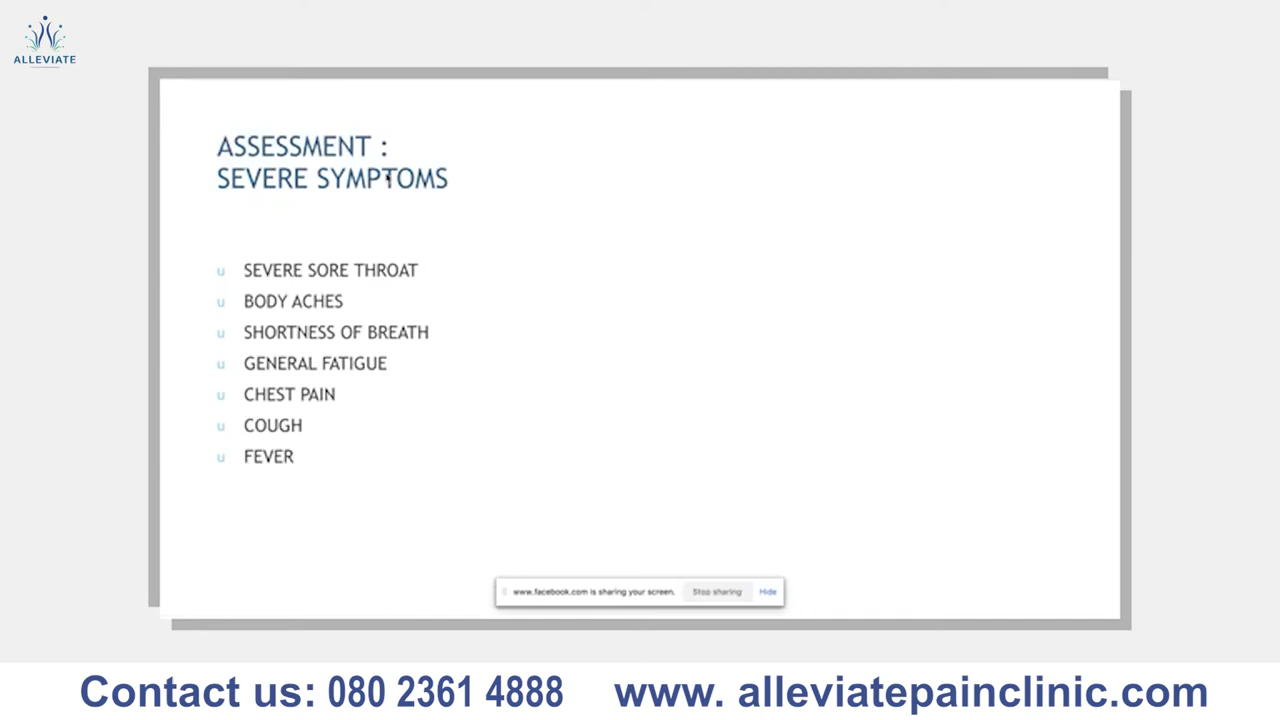 ALLEVIATE
ASSESSMENT :
SEVERE SYMPTOMS
u SEVERE SORE THROAT
u BODY ACHES
u SHORTNESS OF BREATH
u GENERAL FATIGUE
u CHEST PAIN
u COUGH
u FEVER
www.facebook.com is sharing your screen. Stop sharing Hide
Contact us: 080 2361 4888 www. alleviatepainclinic.com